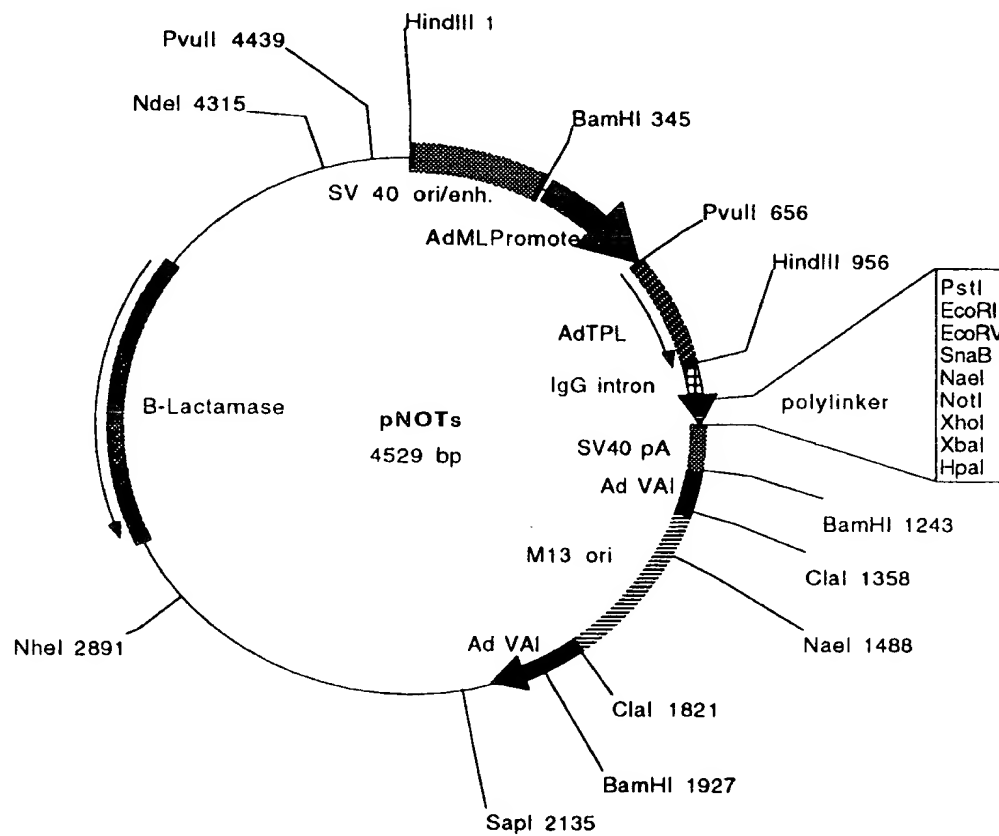 HindIII 1
PvuII 4439
NdeI 4315
BamHI 345
SV 40 ori/enh.
AdMLPromote
PvuII 656
HindIII 956
PstI
EcoRI
EcoRV
SnaB
NaeI
NotI
XhoI
XbaI
HpaI
AdTPL
IgG intron
polylinker
B-Lactamase
pNOTs
4529 bp
SV40 pA
Ad VAI
BamHI 1243
M13 ori
ClaI 1358
NheI 2891
Ad VAI
NaeI 1488
ClaI 1821
BamHI 1927
SapI 2135